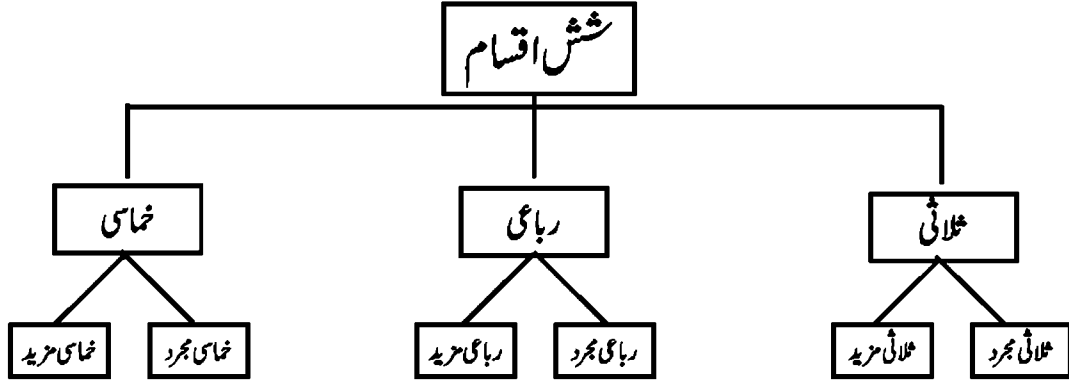 شش اقسام
ثلاثی
رباعی
خماسی
ثلاثی مجرد
ثلاثی مزید
رباعی مجرد
رباعی مزید
خماسی مجرد
خماسی مزید